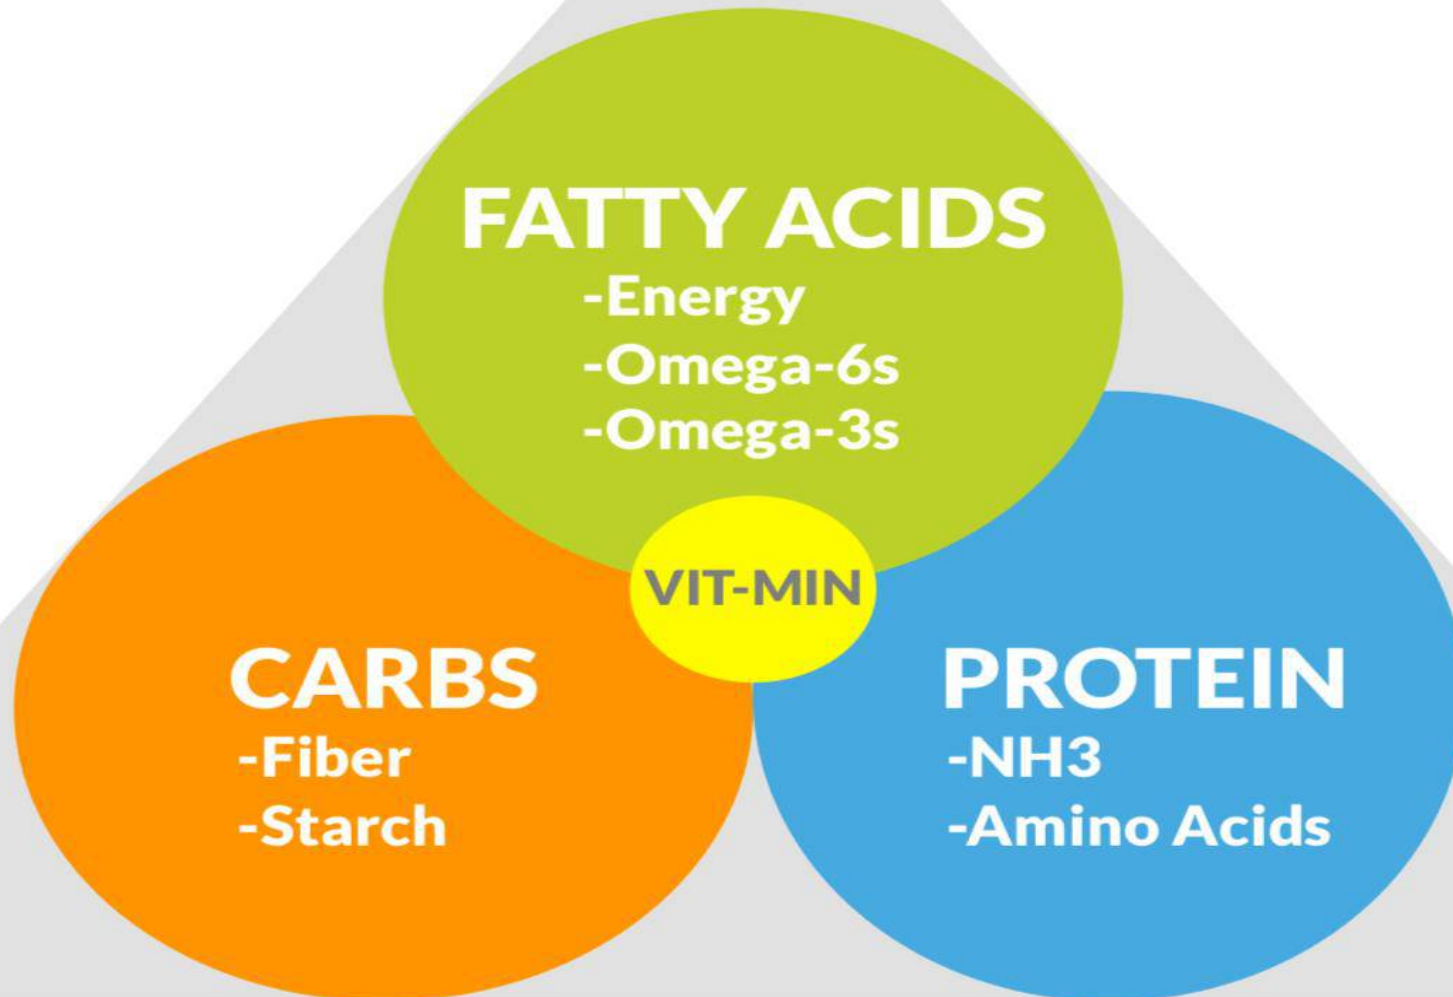 FATTY ACIDS
-Energy
-Omega-6s
-Omega-3s
VIT-MIN
CARBS
-Fiber
-Starch
PROTEIN
-NH3
-Amino Acids